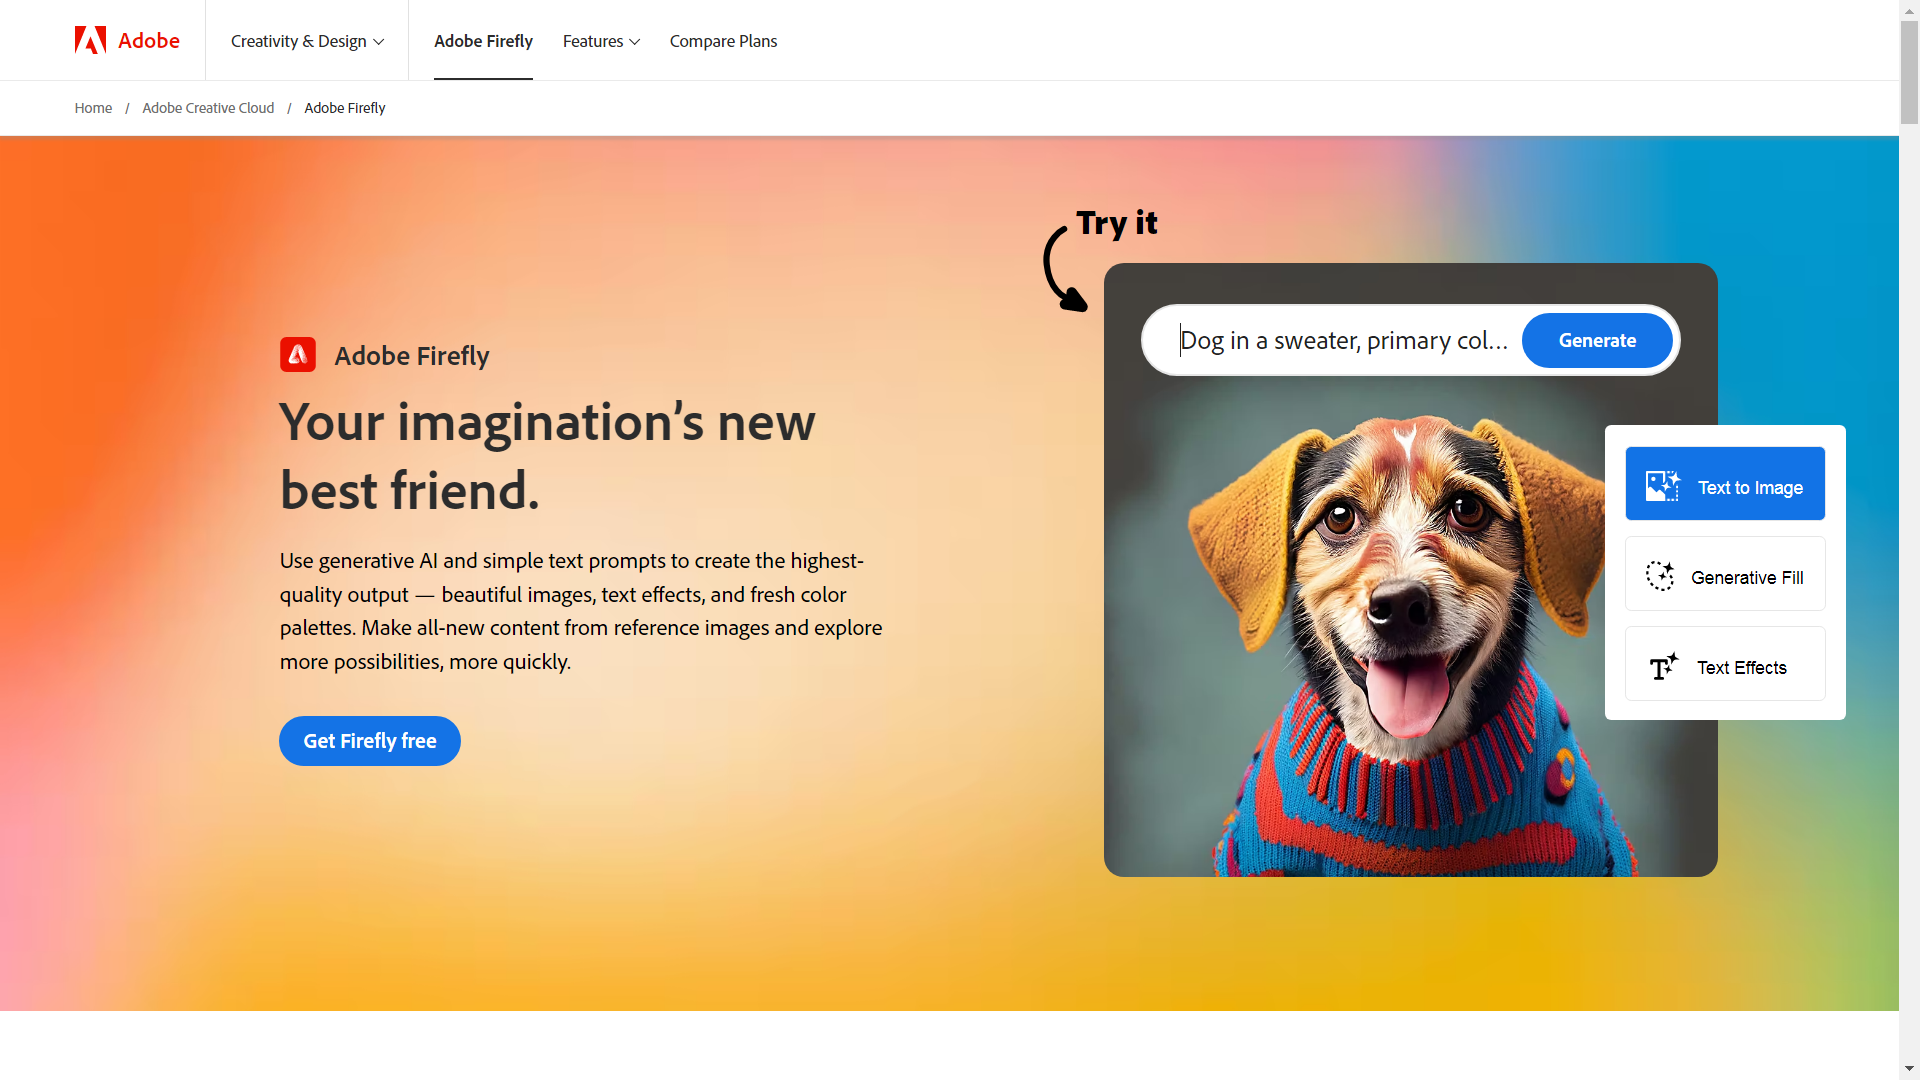 Adobe
Creativity & Design
Adobe Firefly
Features
Compare Plans
Home / Adobe Creative Cloud / Adobe Firefly
Try it
Dog in a sweater, primary col...
Generate
Adobe Firefly
Your imagination’s new
best friend.
Use generative AI and simple text prompts to create the highest-
quality output — beautiful images, text effects, and fresh color
palettes. Make all-new content from reference images and explore
more possibilities, more quickly.
Get Firefly free
Text to Image
Generative Fill
Text Effects